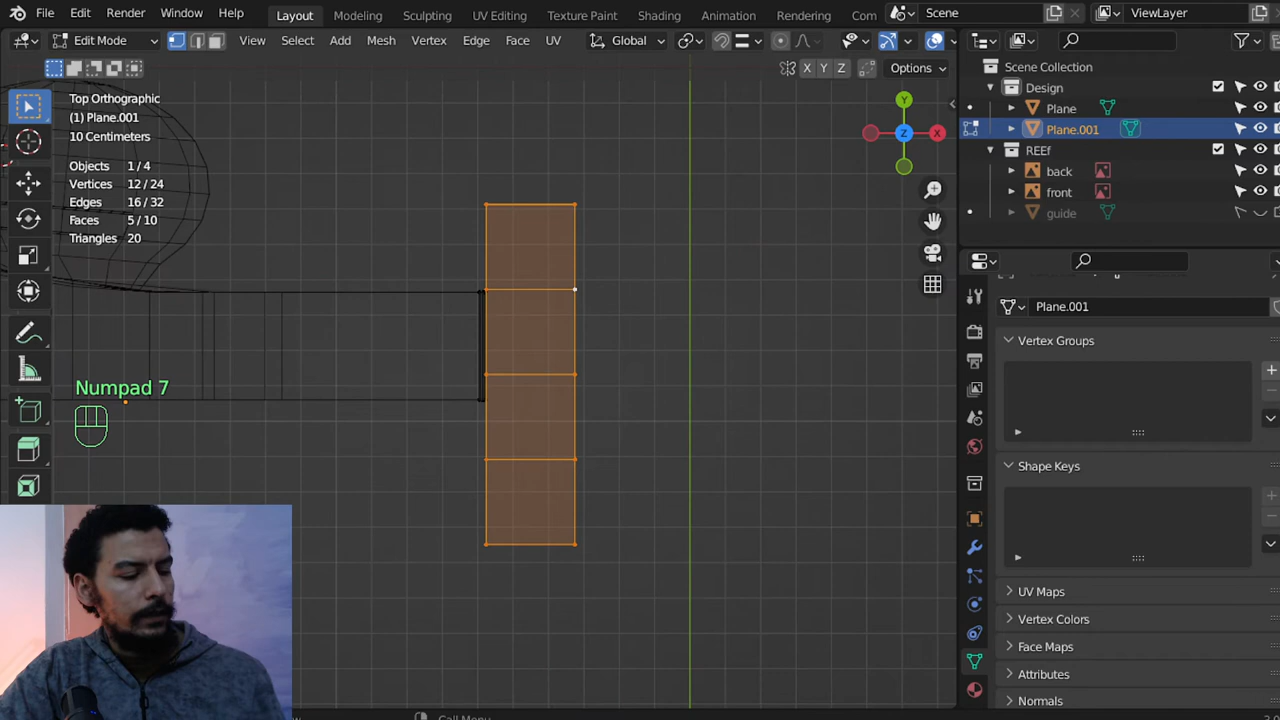 File Edit Render Window Help Layout Modeling Sculpting UV Editing Texture Paint Shading Animation Rendering Com Scene ViewLayer
Edit Mode View Select Add Mesh Vertex Edge Face UV Global
X Y Z Options
Scene Collection
Design
Plane
Plane.001
REEf
back
front
guide
Top Orthographic
(1) Plane.001
10 Centimeters
Objects 1 / 4
Vertices 12 / 24
Edges 16 / 32
Faces 5 / 10
Triangles 20
Y
Z
X
Numpad 7
Plane.001
Vertex Groups
Shape Keys
UV Maps
Vertex Colors
Face Maps
Attributes
Normals